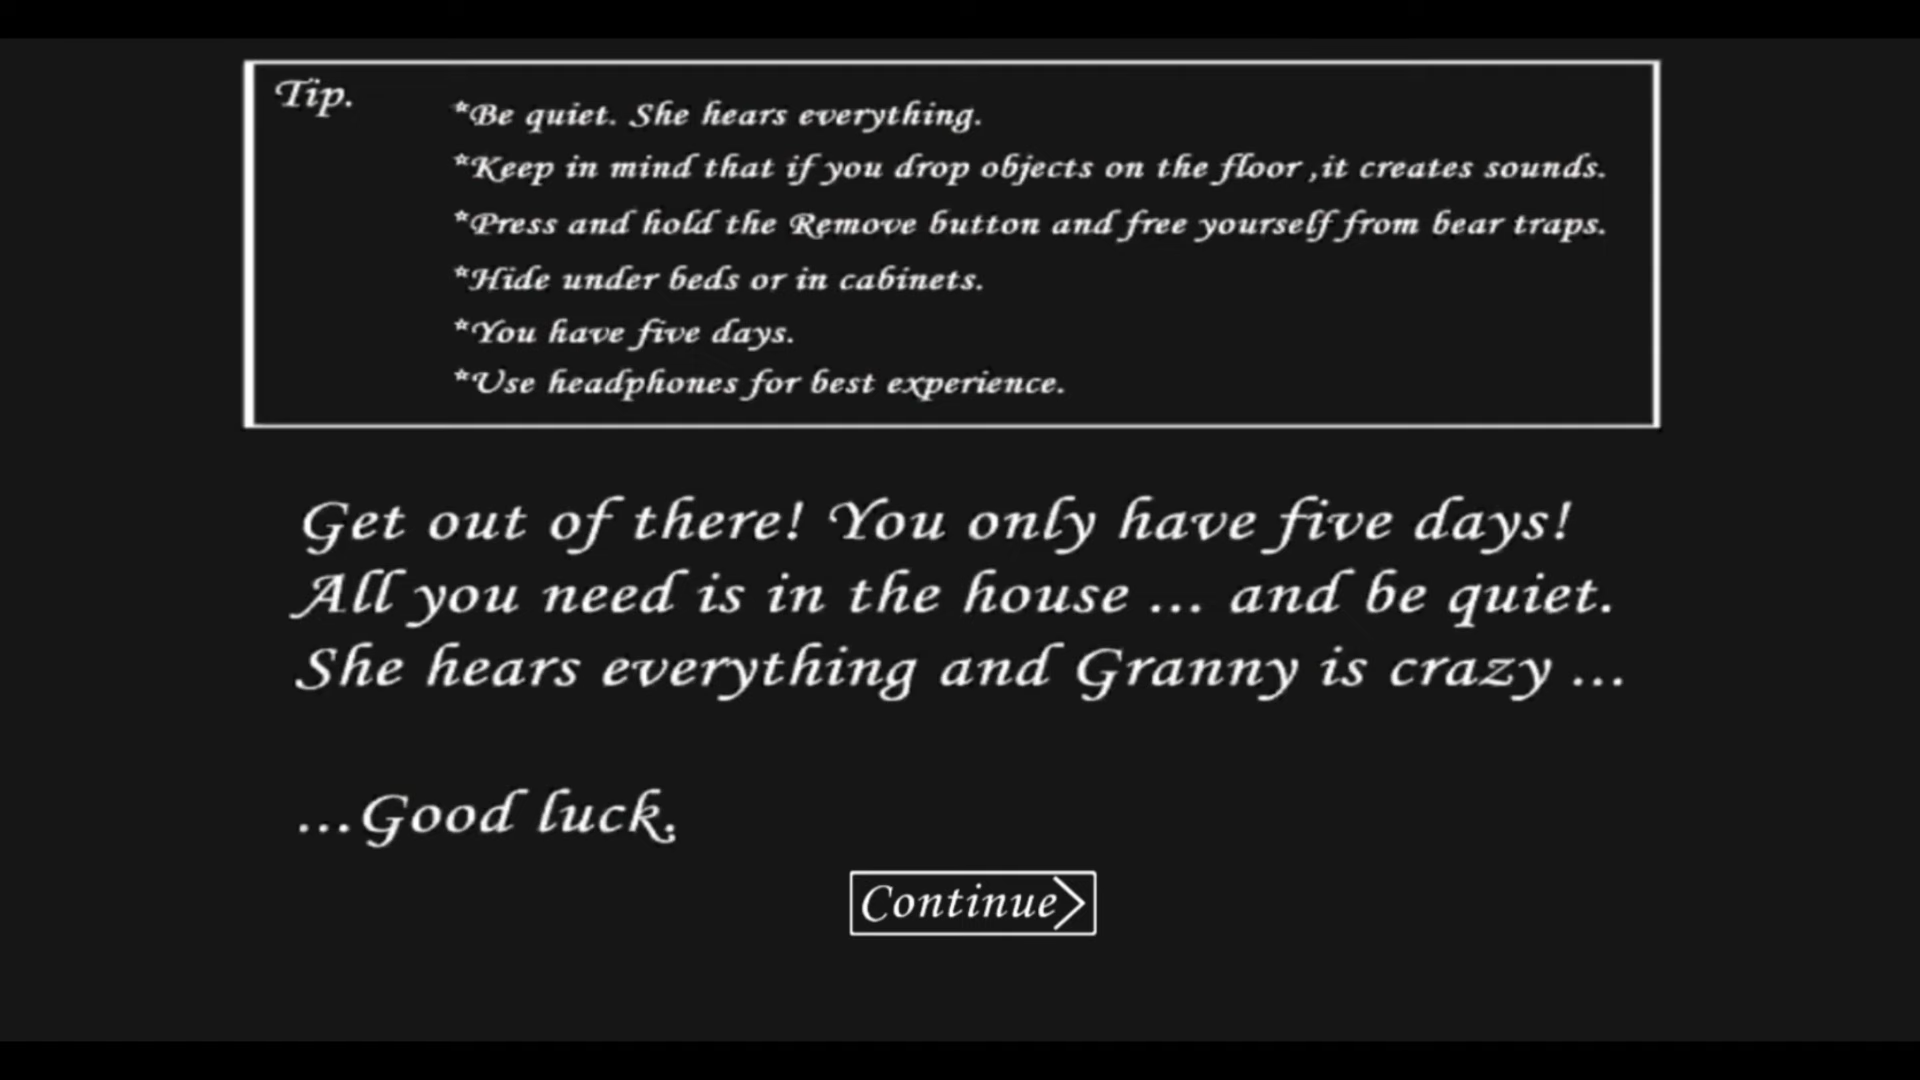 Tip.
*Be quiet. She hears everything.
*Keep in mind that if you drop objects on the floor ,it creates sounds.
*Press and hold the Remove button and free yourself from bear traps.
*Hide under beds or in cabinets.
*You have five days.
*Use headphones for best experience.
Get out of there! You only have five days!
All you need is in the house ... and be quiet.
She hears everything and Granny is crazy ...
...Good luck.
Continue>